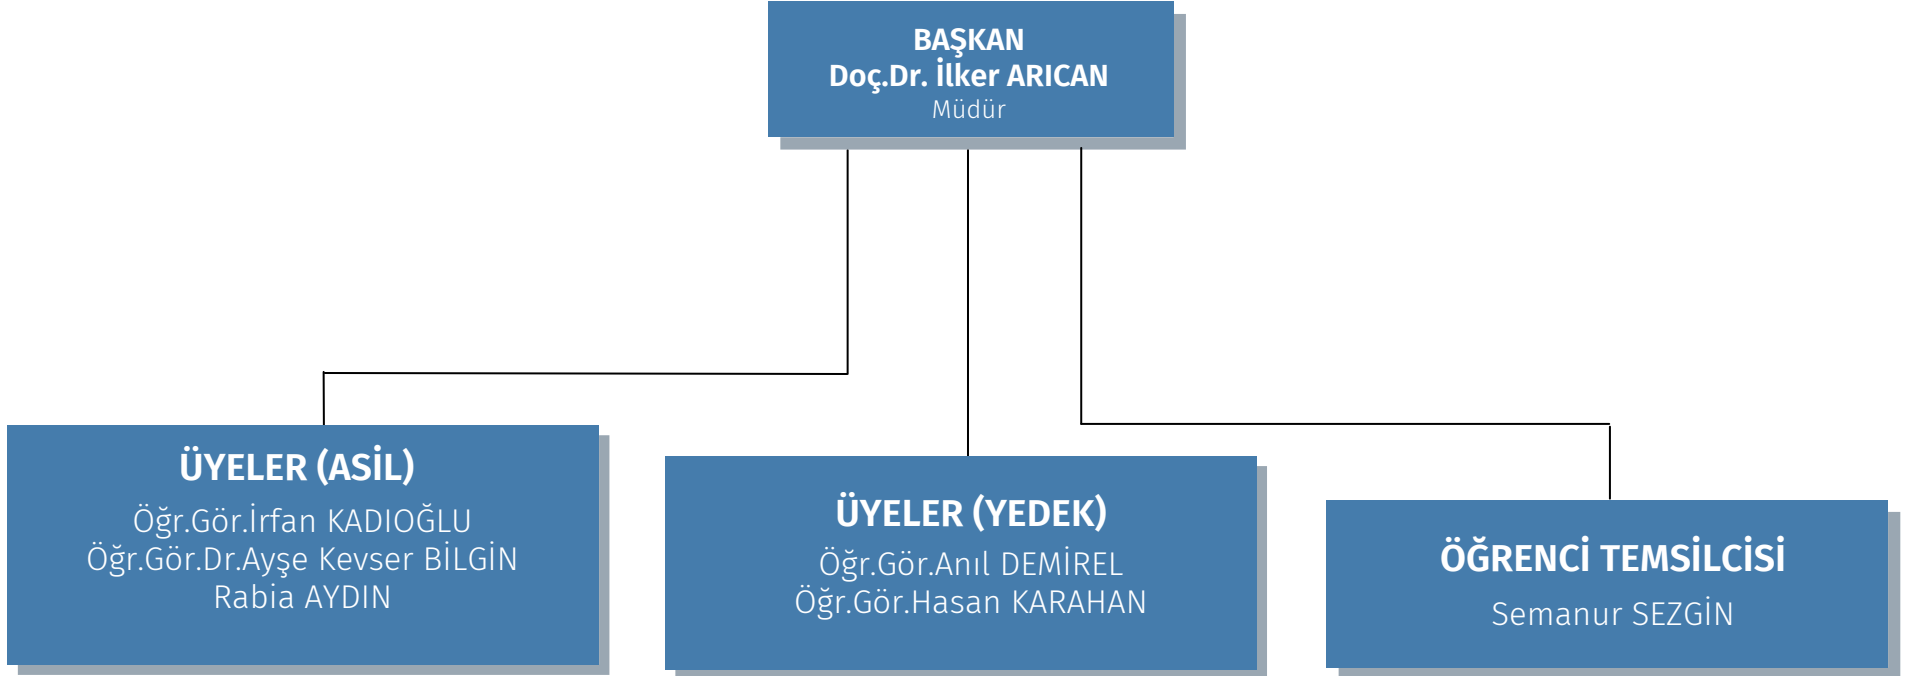 BAŞKAN
Doç.Dr. İlker ARICAN
Müdür
ÜYELER (ASİL)
Öğr.Gör.İrfan KADIOĞLU
Öğr.Gör.Dr.Ayşe Kevser BİLGİN
Rabia AYDIN
ÜYELER (YEDEK)
Öğr.Gör.Anıl DEMİREL
Öğr.Gör.Hasan KARAHAN
ÖĞRENCİ TEMSİLCİSİ
Semanur SEZGİN